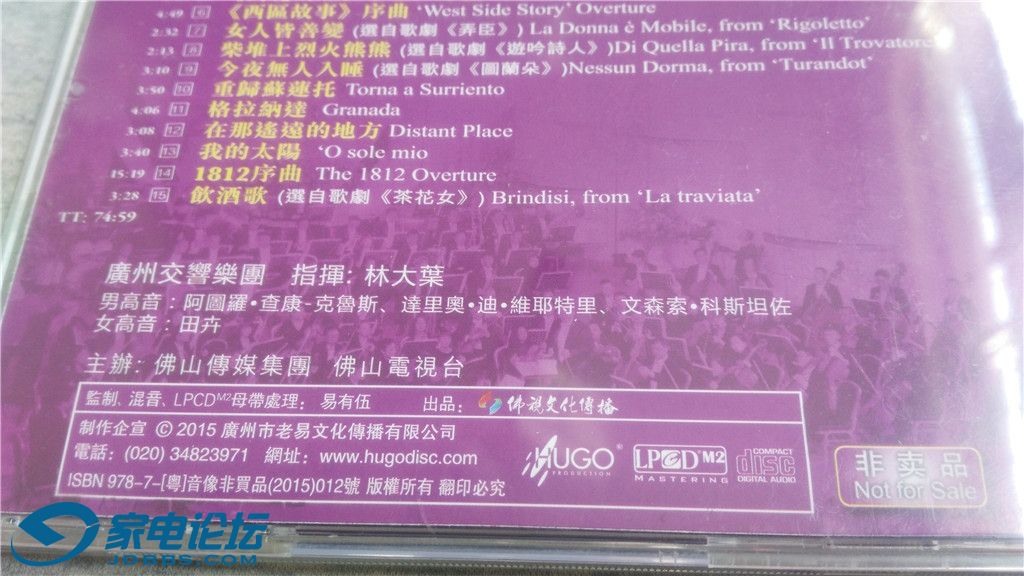 4:49 6 《西區故事》序曲 'West Side Story' Overture
2:32 7 女人皆善變 (選自歌劇《弄臣》) La Donna è Mobile, from 'Rigoletto'
2:13 8 柴堆上烈火熊熊 (選自歌劇《遊吟詩人》)Di Quella Pira, from 'Il Trovatore
3:10 9 今夜無人入睡 (選自歌劇《圖蘭朵》)Nessun Dorma, from 'Turandot'
3:50 10 重歸蘇連托 Torna a Surriento
4:06 11 格拉納達 Granada
3:08 12 在那遙遠的地方 Distant Place
3:40 13 我的太陽 'O sole mio
15:19 14 1812序曲 The 1812 Overture
3:28 15 飲酒歌 (選自歌劇《茶花女》) Brindisi, from 'La traviata'
TT: 74:59
廣州交響樂團 指揮: 林大葉
男高音：阿圖羅•查康-克魯斯、達里奧•迪•維耶特里、文森索•科斯坦佐
女高音：田卉
主辦: 佛山傳媒集團 佛山電視台
監制、混音、LPCDM2母帶處理：易有伍 出品：佛視文化傳播
制作企宣 © 2015 廣州市老易文化傳播有限公司
電話：(020) 34823971 網址：www.hugodisc.com
ISBN 978-7-[粵]音像非買品(2015)012號 版權所有 翻印必究
HUGO®
PRODUCTION
LPCD M2
MASTERING
COMPACT
disc
DIGITAL AUDIO
非卖品
Not for Sale
家电论坛
JDBBS.COM